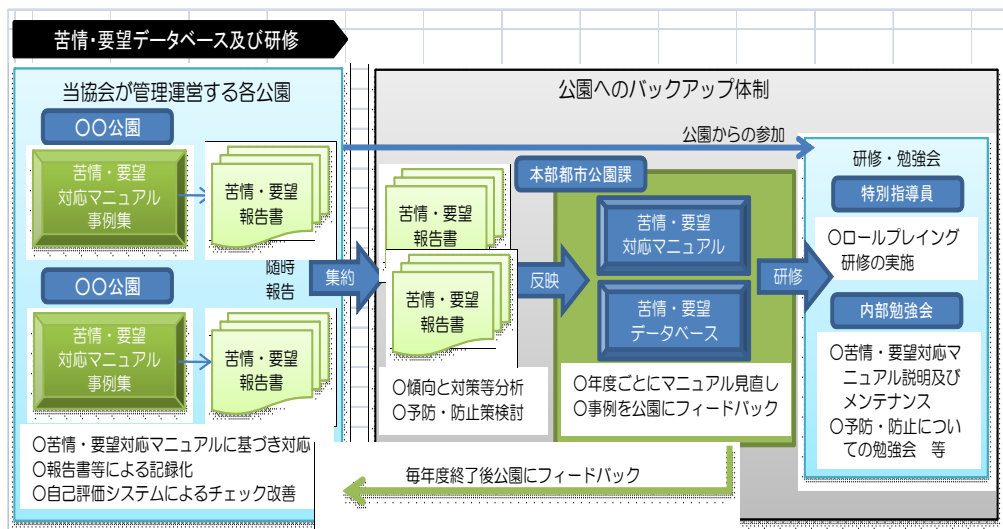 苦情・要望データベース及び研修
当協会が管理運営する各公園
〇〇公園
苦情・要望
対応マニュアル
事例集
苦情・要望
報告書
〇〇公園
苦情・要望
対応マニュアル
事例集
苦情・要望
報告書
随時
報告
〇苦情・要望対応マニュアルに基づき対応
〇報告書等による記録化
〇自己評価システムによるチェック改善
集約
公園へのバックアップ体制
公園からの参加
苦情・要望
報告書
苦情・要望
報告書
〇傾向と対策等分析
〇予防・防止策検討
反映
本部都市公園課
苦情・要望
対応マニュアル
苦情・要望
データベース
〇年度ごとにマニュアル見直し
〇事例を公園にフィードバック
研修
研修・勉強会
特別指導員
〇ロールプレイング
研修の実施
内部勉強会
〇苦情・要望対応マ
ニュアル説明及び
メンテナンス
〇予防・防止につい
ての勉強会　等
毎年度終了後公園にフィードバック